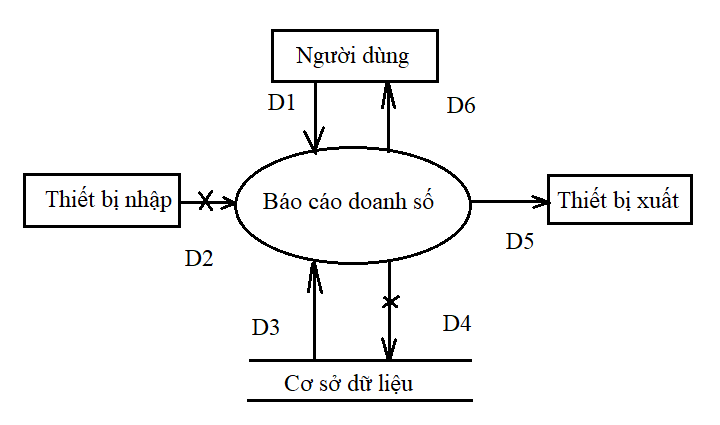 Người dùng
D1
D6
Thiết bị nhập
Báo cáo doanh số
Thiết bị xuất
D2
D5
D3
D4
Cơ sở dữ liệu